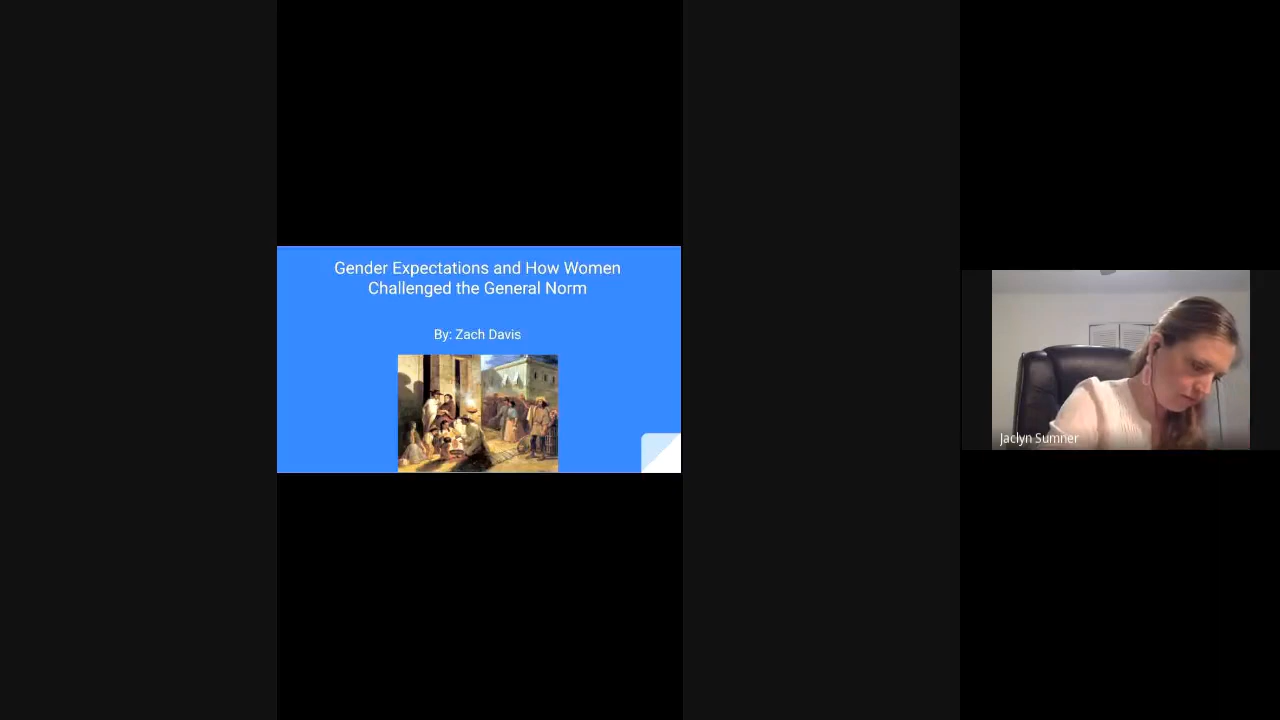 Gender Expectations and How Women
Challenged the General Norm
By: Zach Davis
Jaclyn Sumner